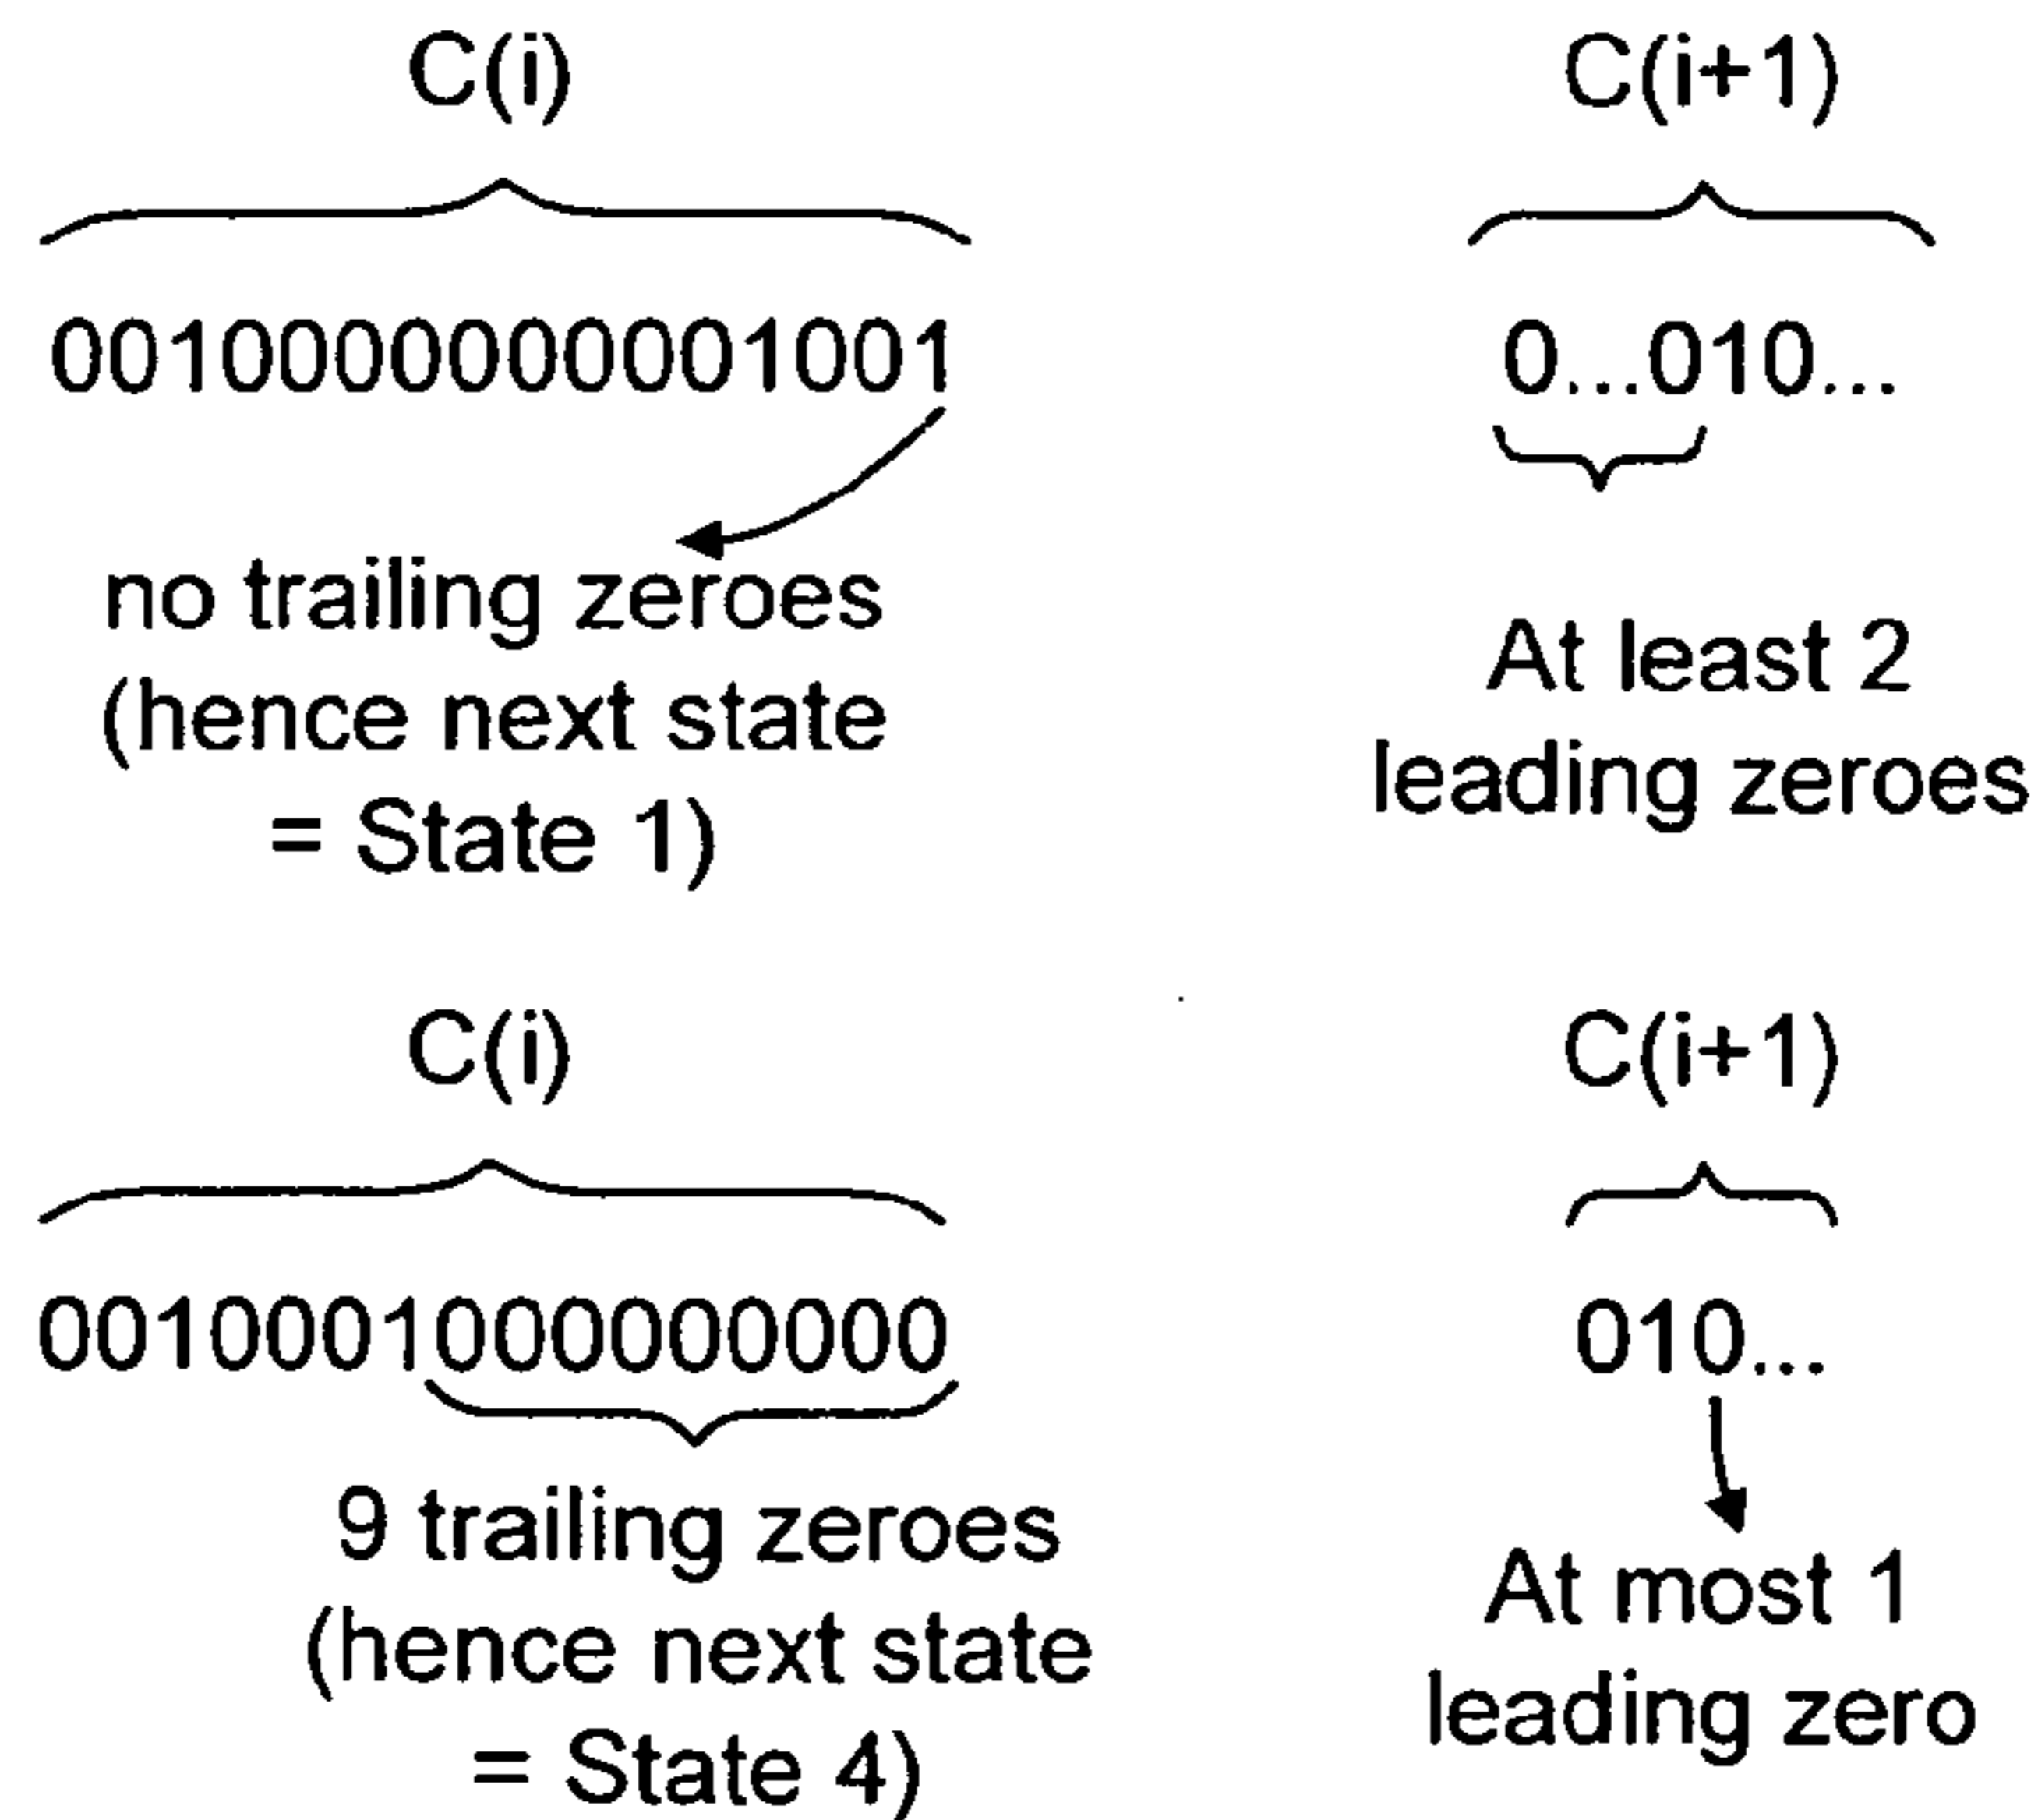 C(i)
C(i+1)
0010000000001001
0...010...
no trailing zeroes
(hence next state
= State 1)
At least 2
leading zeroes
C(i)
C(i+1)
0010001000000000
010...
9 trailing zeroes
(hence next state
= State 4)
At most 1
leading zero